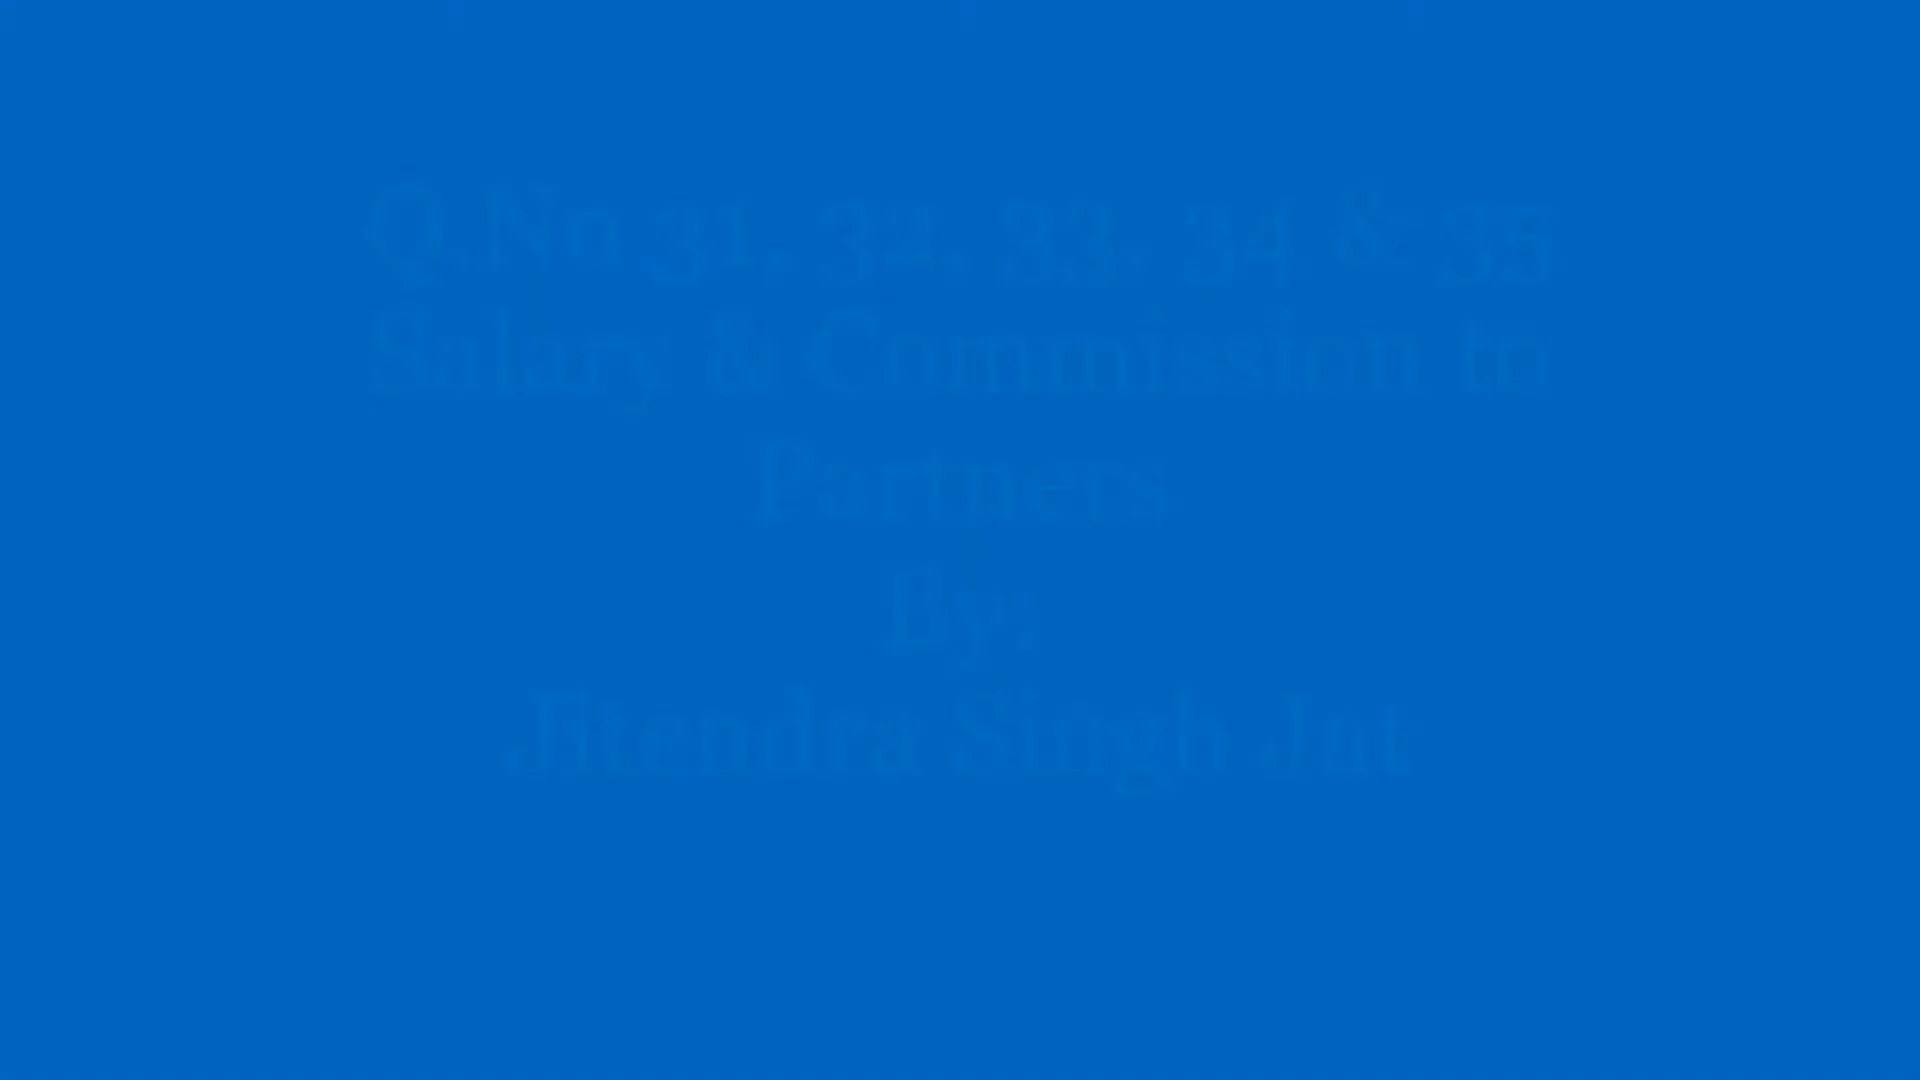 Q.No 31, 32, 33, 34 & 35
Salary & Commission to
Partners
By:
Jitendra Singh Jat